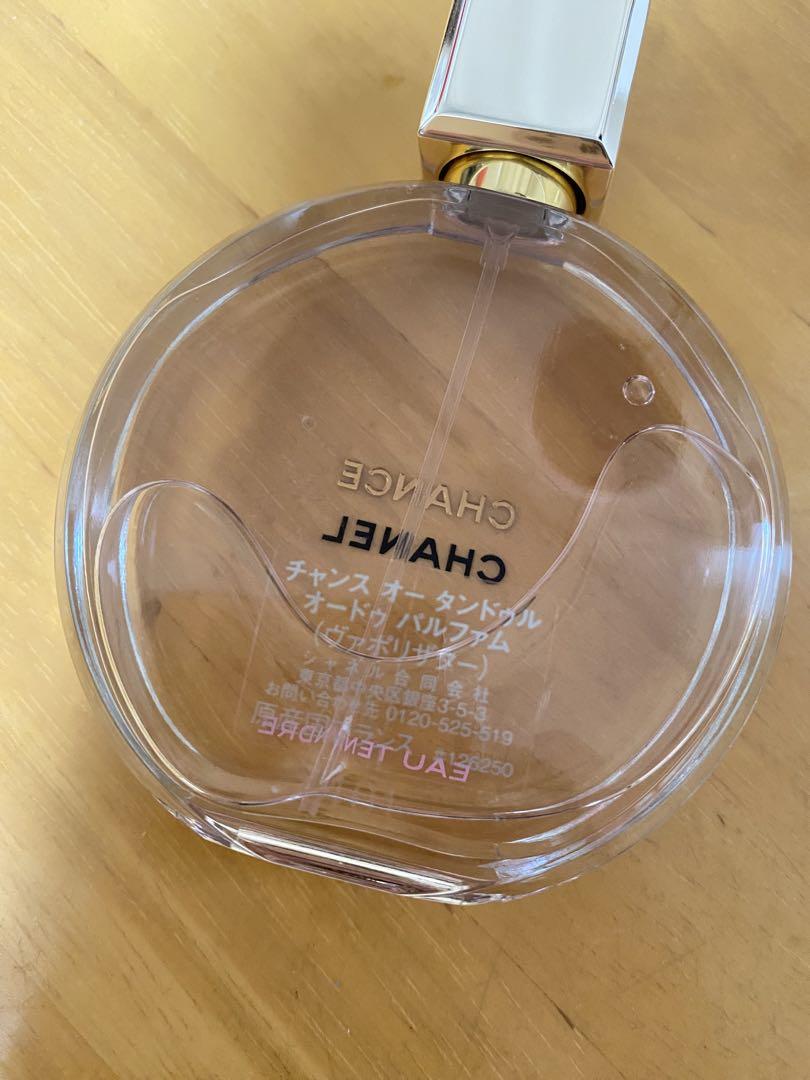 CHANCE
CHANEL
チャンス オー タンドゥル
オードゥ パルファム
(ヴァポリザター)
シャネル合同会社
東京都中央区銀座3-5-3
お問い合わせ先 0120-525-519
原産国 フランス #126250
EAU TENDRE